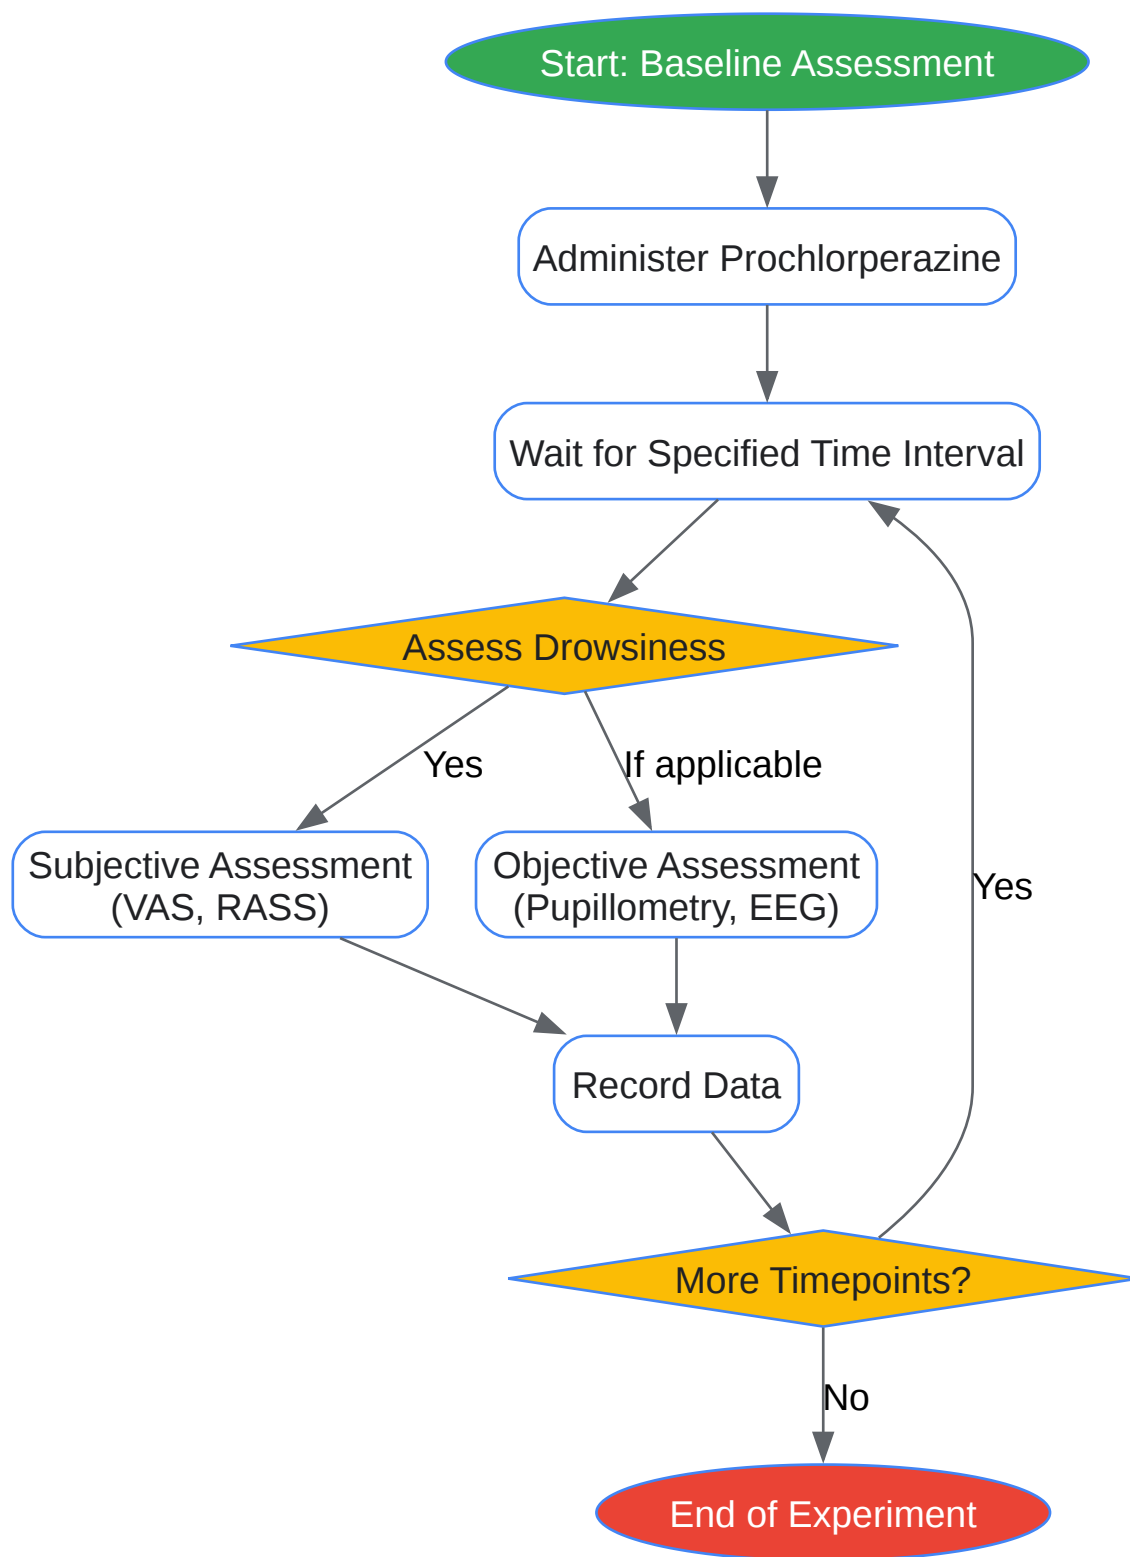 Start: Baseline Assessment
Administer Prochlorperazine
Wait for Specified Time Interval
Assess Drowsiness
Yes
If applicable
Subjective Assessment
(VAS, RASS)
Objective Assessment
(Pupillometry, EEG)
Yes
Record Data
More Timepoints?
No
End of Experiment